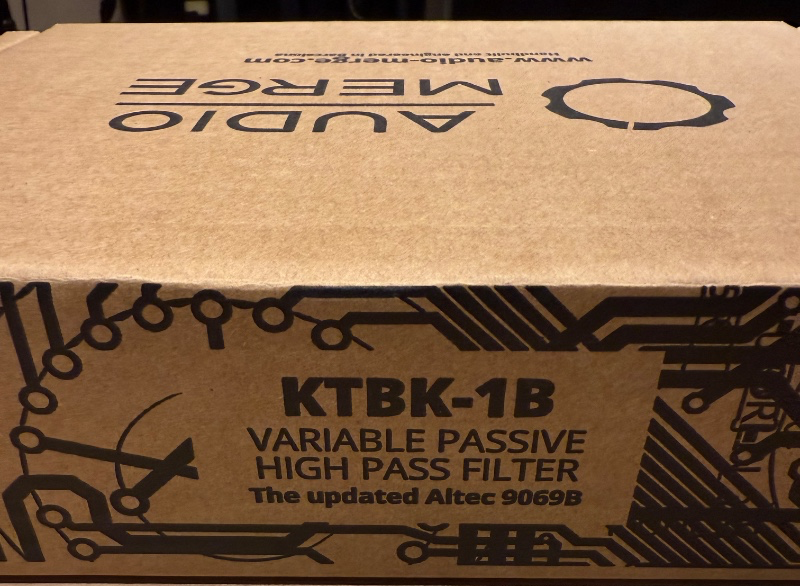 AUDIO
MERGE
www.audio-merge.com
Handbuilt and engineered in Barcelona
KTBK-1B
VARIABLE PASSIVE
HIGH PASS FILTER
The updated Altec 9069B